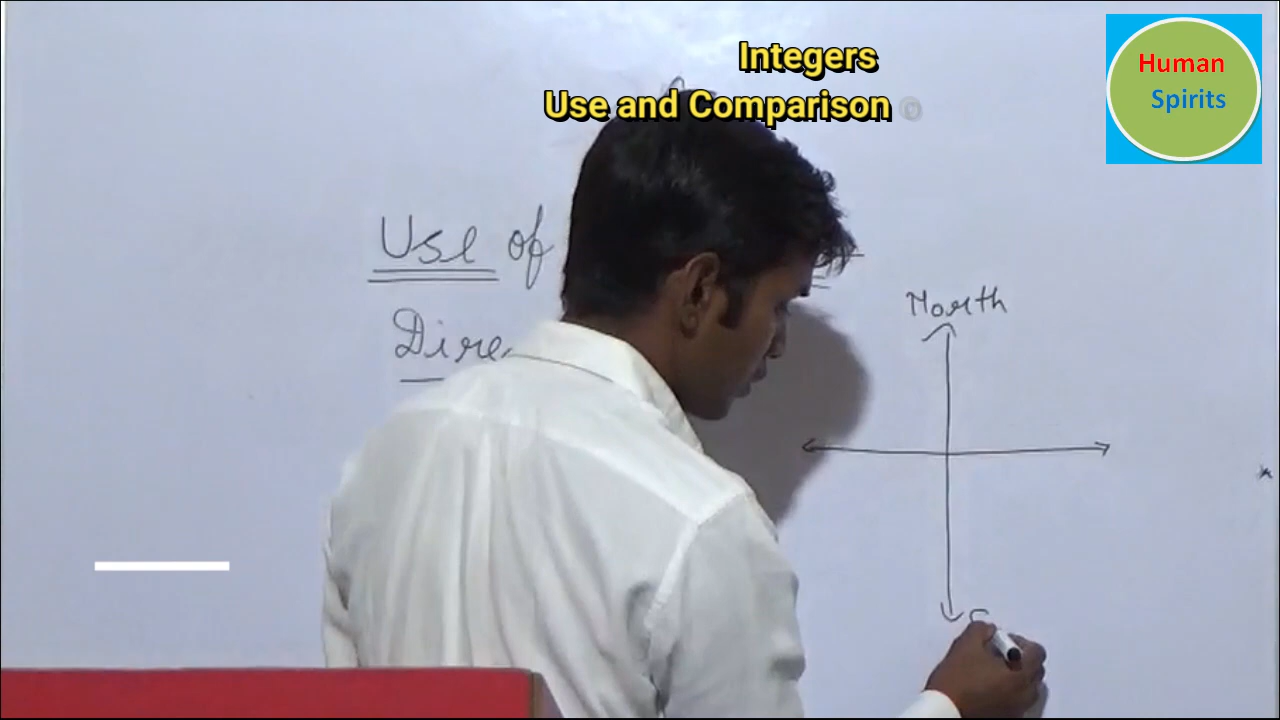 Integers
Use and Comparison
Human
Spirits
Use of
North